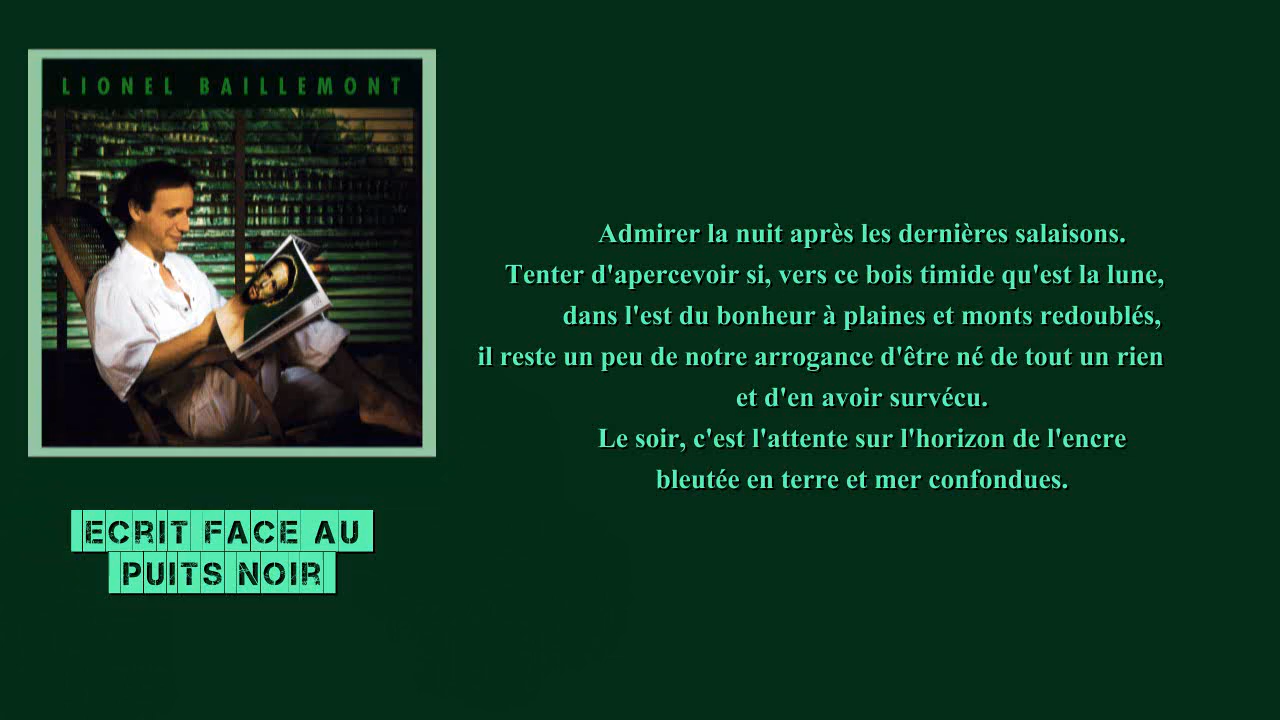 LIONEL BAILLEMONT
ECRIT FACE AU
PUITS NOIR
Admirer la nuit après les dernières salaisons.
Tenter d'apercevoir si, vers ce bois timide qu'est la lune,
dans l'est du bonheur à plaines et monts redoublés,
il reste un peu de notre arrogance d'être né de tout un rien
et d'en avoir survécu.
Le soir, c'est l'attente sur l'horizon de l'encre
bleutée en terre et mer confondues.